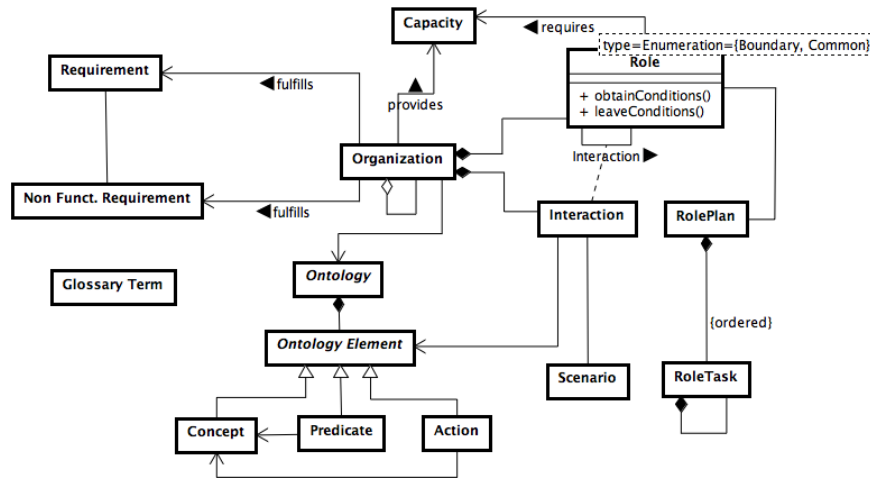 Capacity
◀ requires
type=Enumeration={Boundary, Common}
Role
+ obtainConditions()
+ leaveConditions()
Requirement
◀ fulfills
▲
provides
Organization
Interaction ▶
Non Funct. Requirement
◀ fulfills
Interaction
RolePlan
Ontology
Glossary Term
{ordered}
Ontology Element
Scenario
RoleTask
Concept
Predicate
Action